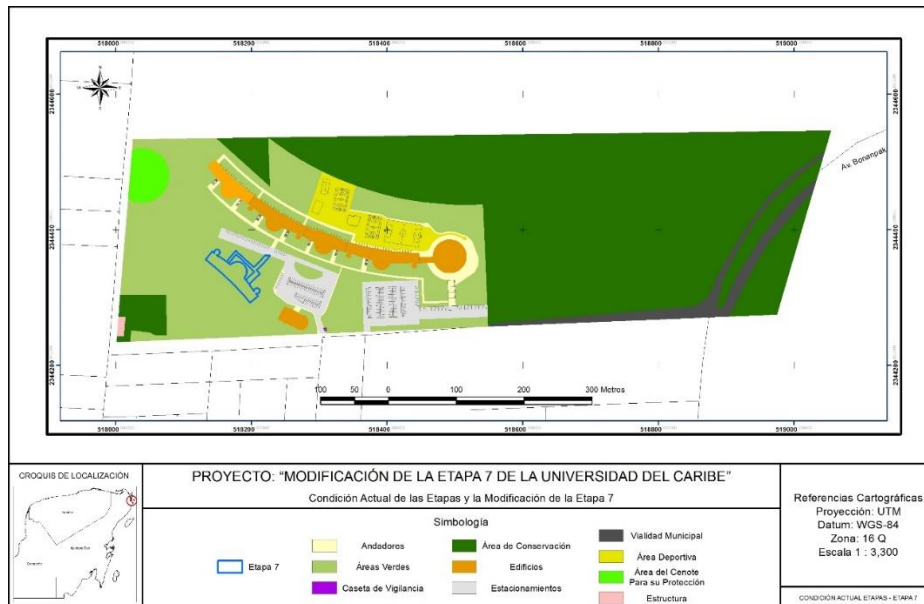 518000
518200
518400
518600
518800
519000
2344600
2344600
Av. Bonanpak
2344400
2344400
2344200
2344200
100 50 0 100 200 300 Metros
518000
518200
518400
518600
518800
519000
CROQUIS DE LOCALIZACIÓN
PROYECTO: “MODIFICACIÓN DE LA ETAPA 7 DE LA UNIVERSIDAD DEL CARIBE”
Condición Actual de las Etapas y la Modificación de la Etapa 7
Simbología
Etapa 7
Andadores
Áreas Verdes
Caseta de Vigilancia
Área de Conservación
Edificios
Estacionamientos
Vialidad Municipal
Área Deportiva
Área del Cenote
Para su Protección
Estructura
Referencias Cartográficas
Proyección: UTM
Datum: WGS-84
Zona: 16 Q
Escala 1 : 3,300
CONDICIÓN ACTUAL ETAPAS - ETAPA 7